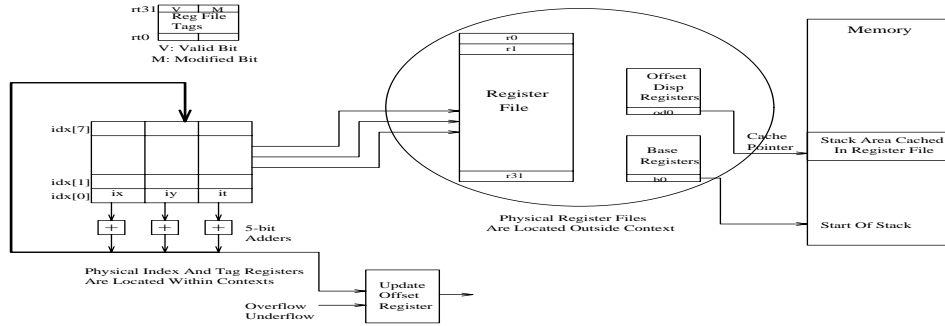 rt31
V M
Reg File
Tags
rt0
V: Valid Bit
M: Modified Bit
r0
r1
Register
File
r31
Offset
Disp
Registers
od0
Base
Registers
b0
Cache
Pointer
Memory
Stack Area Cached
In Register File
Start Of Stack
idx[7]
idx[1]
idx[0]
ix iy it
+ + +
5-bit
Adders
Physical Register Files
Are Located Outside Context
Physical Index And Tag Registers
Are Located Within Contexts
Overflow
Underflow
Update
Offset
Register